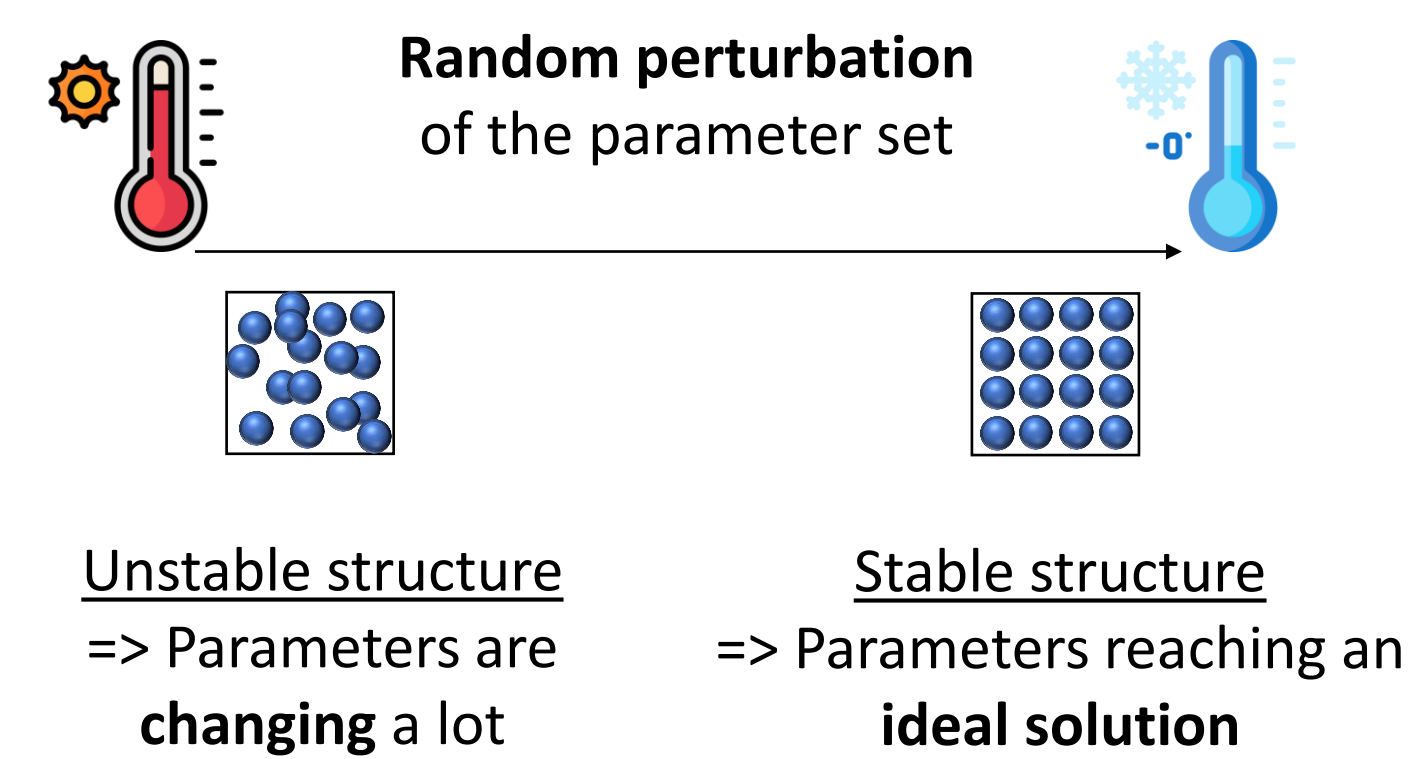 Random perturbation
of the parameter set
-0°
Unstable structure
=> Parameters are
changing a lot
Stable structure
=> Parameters reaching an
ideal solution